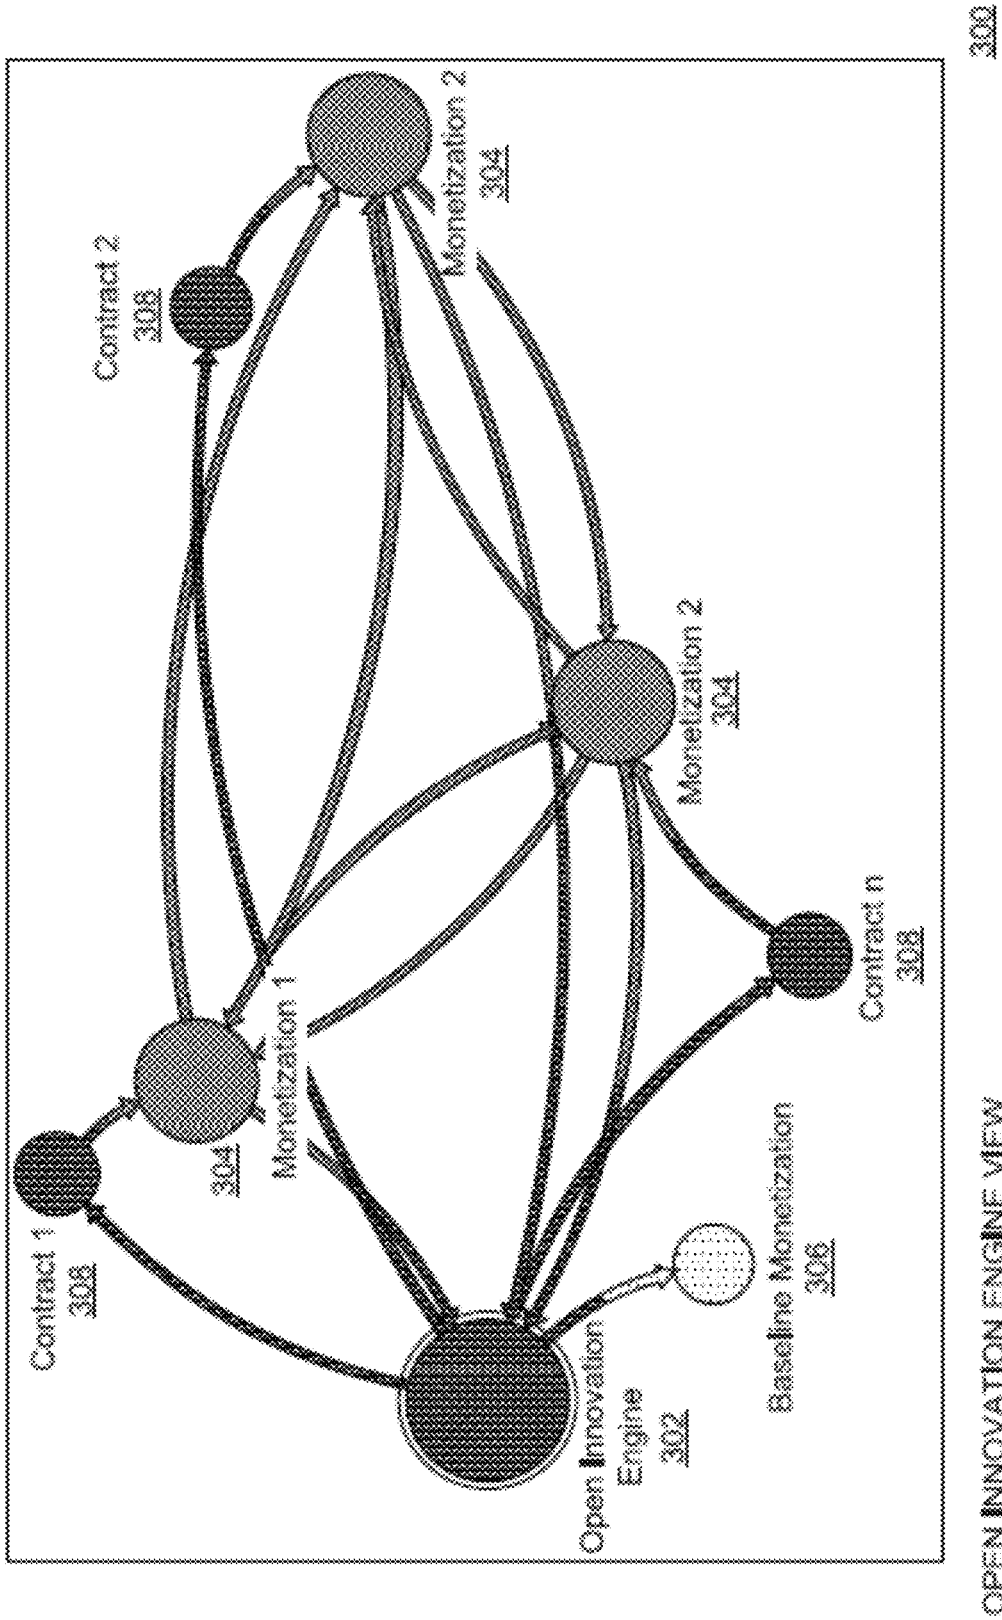 Contract 1
308
Contract 2
308
304
Monetization 1
Monetization 2
304
Open Innovation
Engine
302
Monetization 2
304
Baseline Monetization
306
Contract n
308
300
OPEN INNOVATION ENGINE VIEW